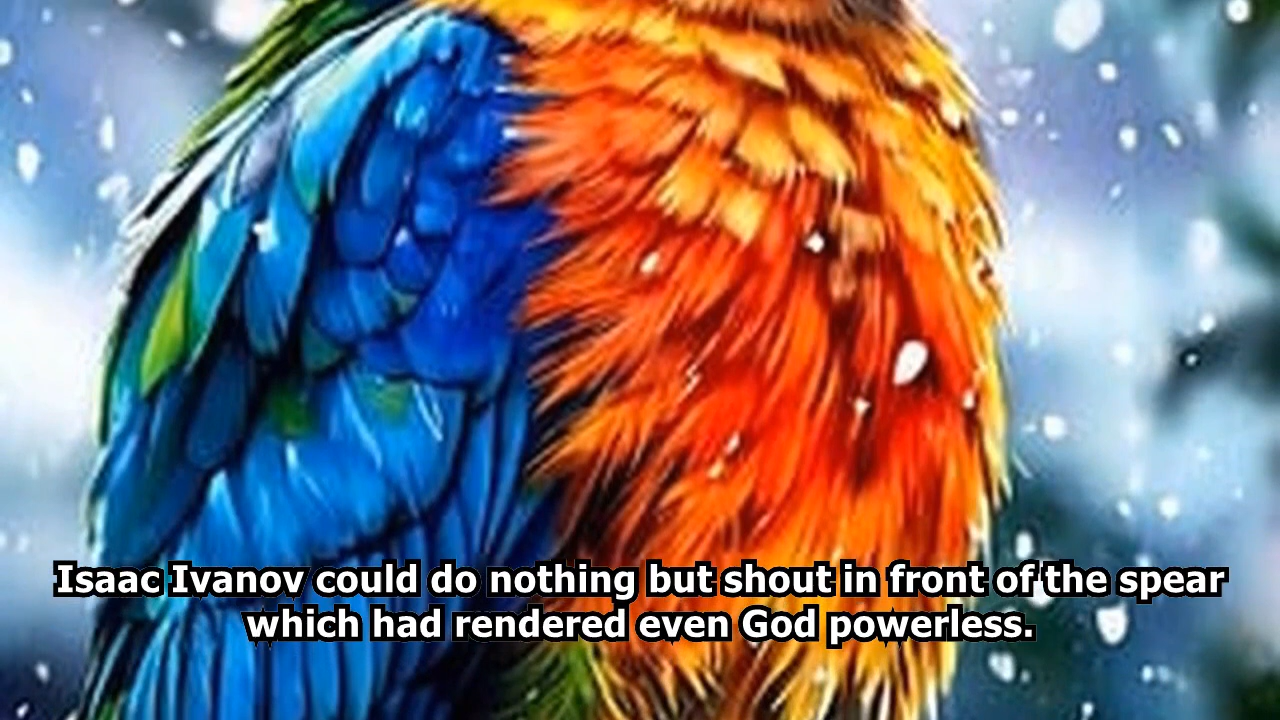 Isaac Ivanov could do nothing but shout in front of the spear
which had rendered even God powerless.